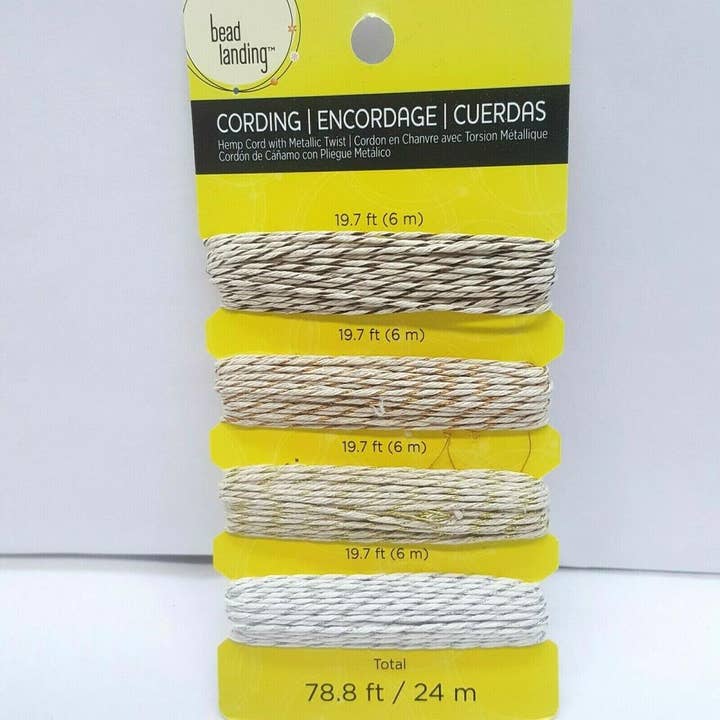 bead
landing™
CORDING | ENCORDAGE | CUERDAS
Hemp Cord with Metallic Twist | Cordon en Chanvre avec Torsion Métallique
Cordón de Cáñamo con Pliegue Metálico
19.7 ft (6 m)
19.7 ft (6 m)
19.7 ft (6 m)
19.7 ft (6 m)
Total
78.8 ft / 24 m